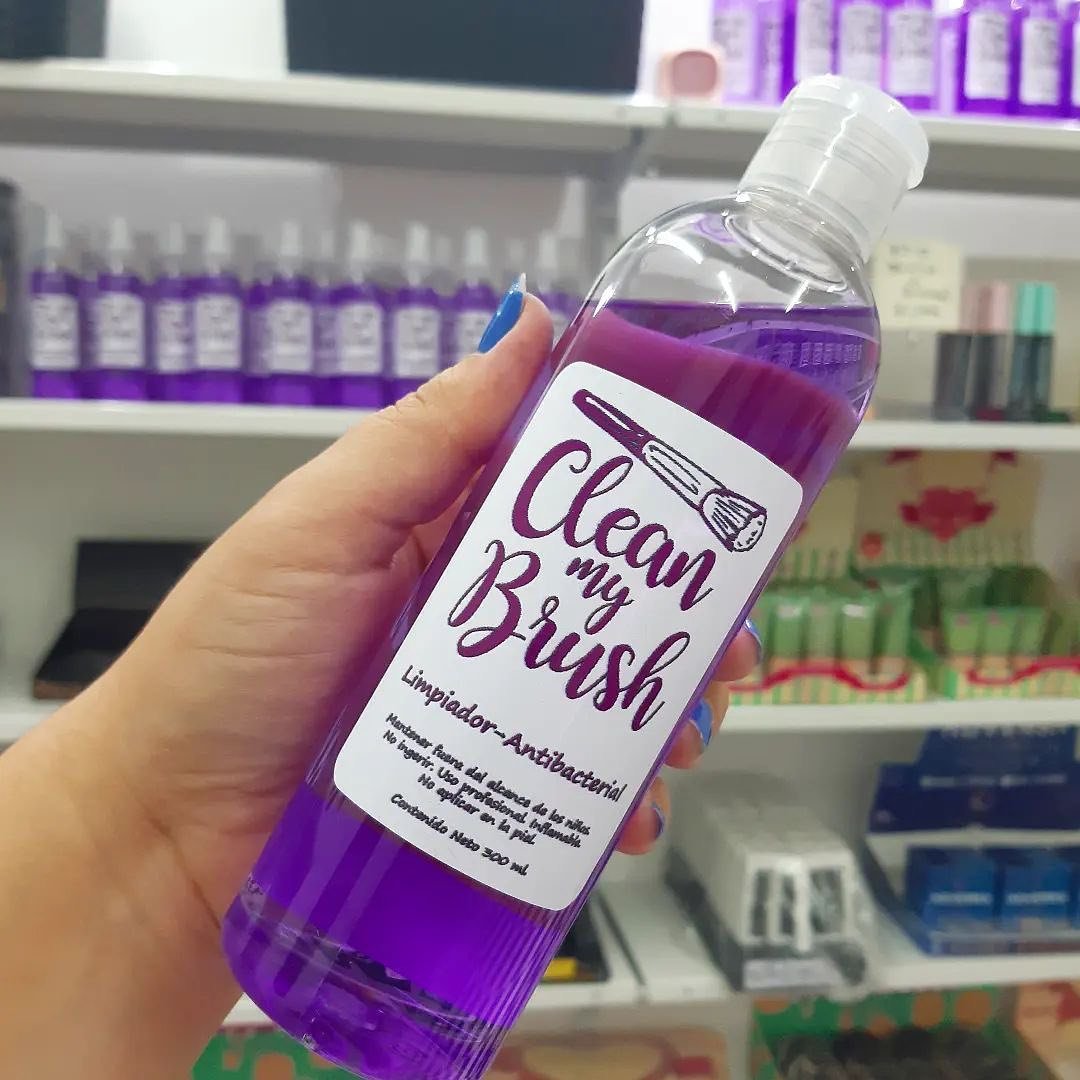 Clean
my
Brush
Limpiador-Antibacterial
Mantener fuera del alcance de los niños.
No ingerir. Uso profesional. Inflamable.
No aplicar en la piel.
Contenido Neto 300 ml.